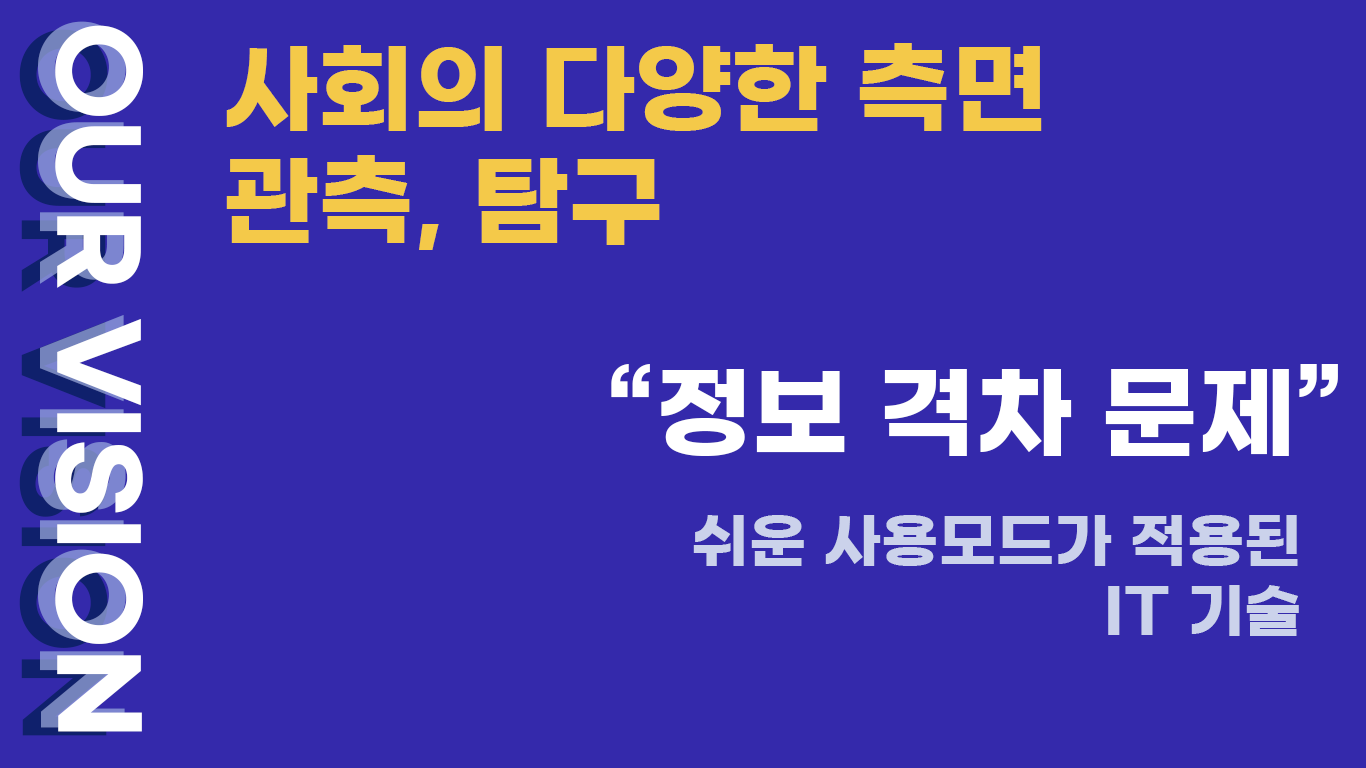 OUR VISION
사회의 다양한 측면
관측, 탐구
“정보 격차 문제”
쉬운 사용모드가 적용된
IT 기술